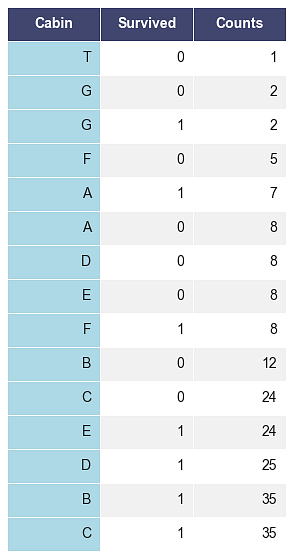 Cabin Survived Counts
T 0 1
G 0 2
G 1 2
F 0 5
A 1 7
A 0 8
D 0 8
E 0 8
F 1 8
B 0 12
C 0 24
E 1 24
D 1 25
B 1 35
C 1 35